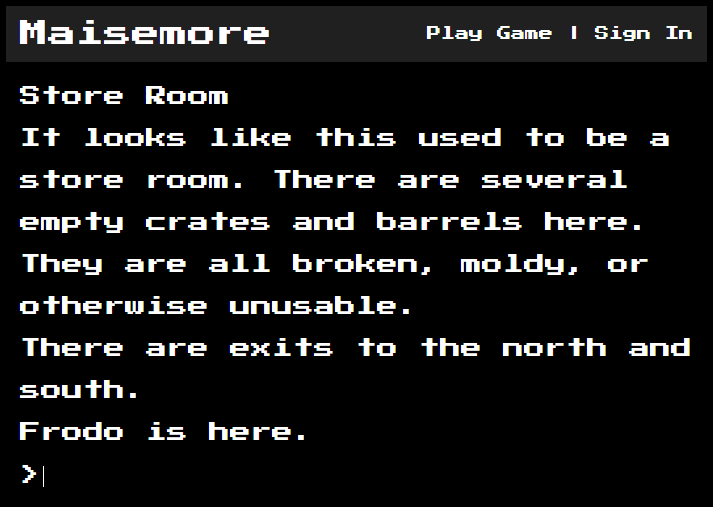 Maisemore
Play Game | Sign In
Store Room
It looks like this used to be a
store room. There are several
empty crates and barrels here.
They are all broken, moldy, or
otherwise unusable.
There are exits to the north and
south.
Frodo is here.
>